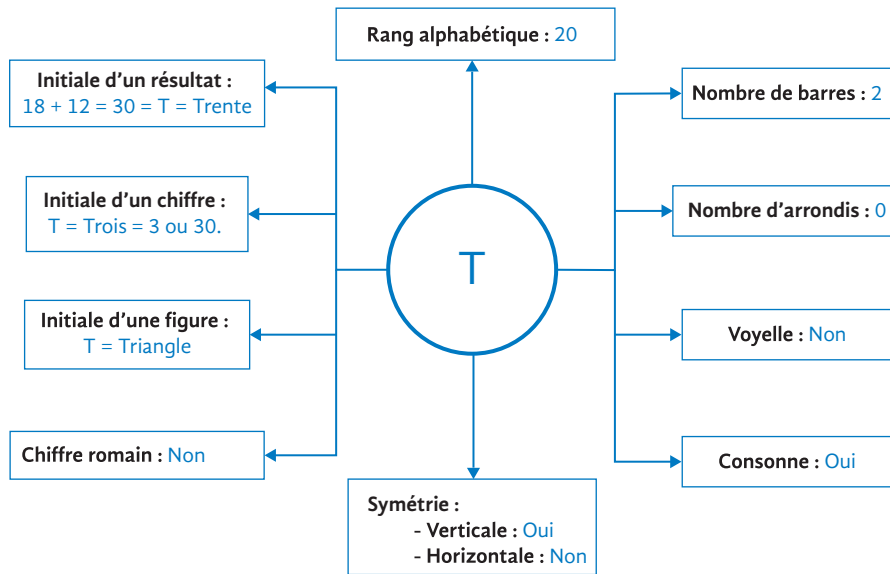 Rang alphabétique : 20
Initiale d’un résultat :
18 + 12 = 30 = T = Trente
Initiale d’un chiffre :
T = Trois = 3 ou 30.
Initiale d’une figure :
T = Triangle
Chiffre romain : Non
T
Symétrie :
- Verticale : Oui
- Horizontale : Non
Nombre de barres : 2
Nombre d’arrondis : 0
Voyelle : Non
Consonne : Oui